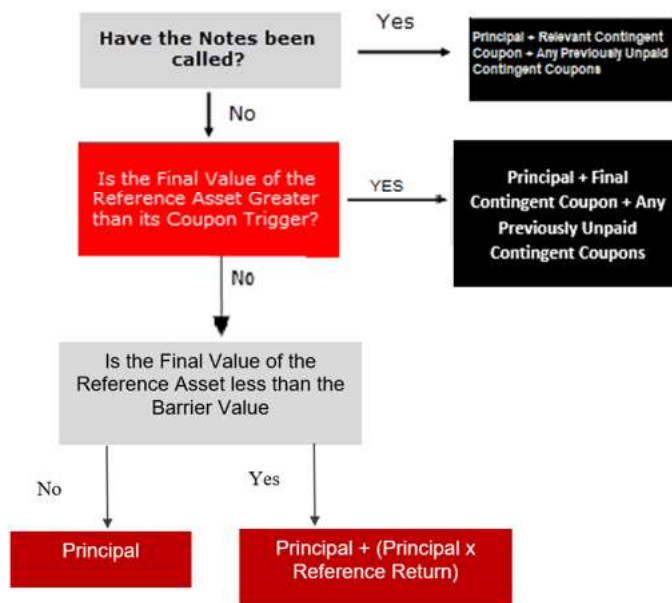 Have the Notes been
called?
Yes
Principal + Relevant Contingent
Coupon + Any Previously Unpaid
Contingent Coupons
No
Is the Final Value of the
Reference Asset Greater
than its Coupon Trigger?
YES
Principal + Final
Contingent Coupon + Any
Previously Unpaid
Contingent Coupons
No
Is the Final Value of the
Reference Asset less than the
Barrier Value
No
Yes
Principal
Principal + (Principal x
Reference Return)